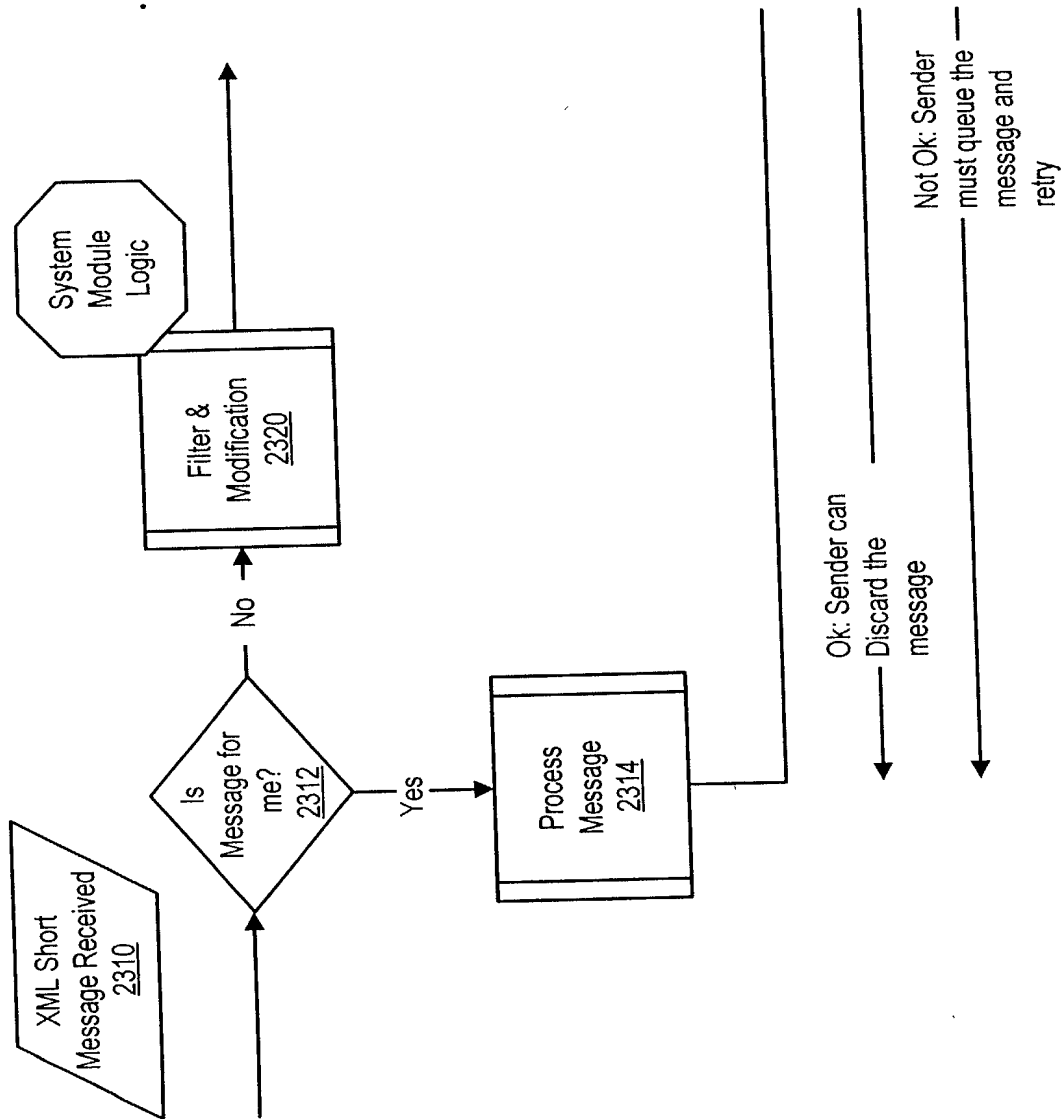 XML Short
Message Received
2310
Is
Message for
me?
2312
No
Yes
Process
Message
2314
Filter &
Modification
2320
System
Module
Logic
Ok: Sender can
Discard the
message
Not Ok: Sender
must queue the
message and
retry